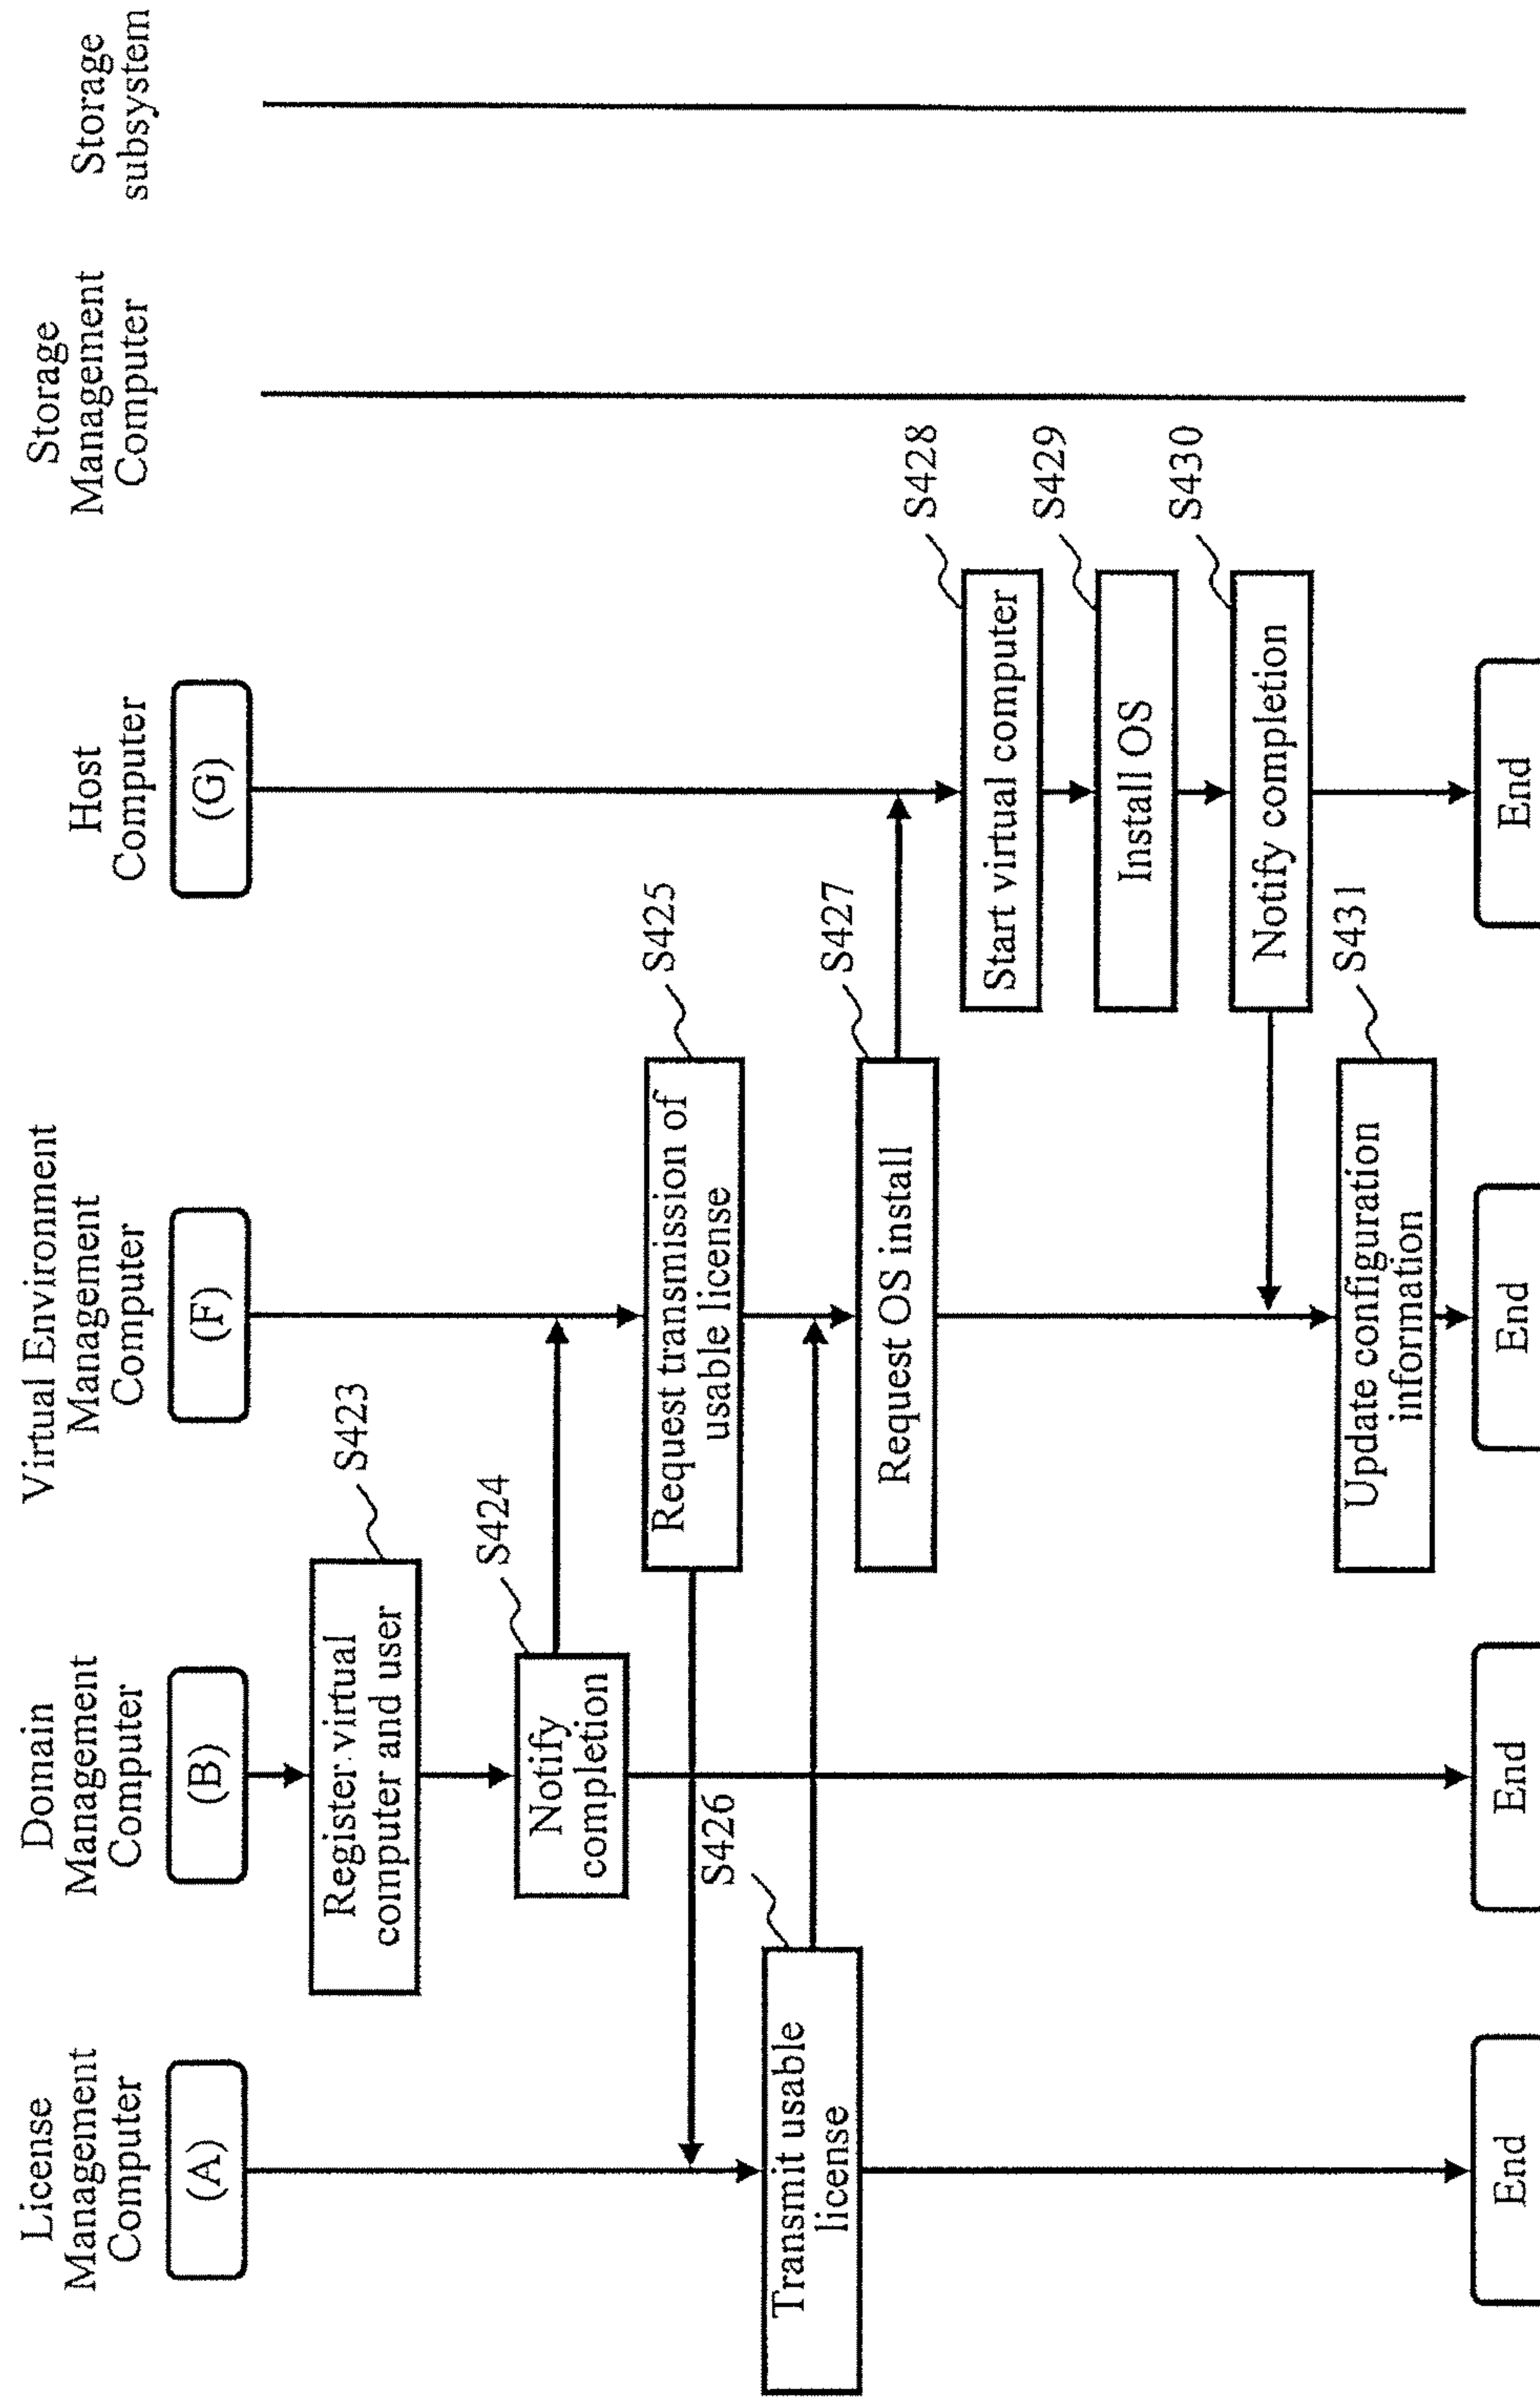 License
Management
Computer
Domain
Management
Computer
Virtual Environment
Management
Computer
Host
Computer
Storage
Management
Computer
Storage
subsystem
(A)
(B)
(F)
(G)
Register virtual
computer and user
S423
Notify
completion
S424
Request transmission of
usable license
S425
Transmit usable
license
S426
Request OS install
S427
Start virtual computer
S428
Install OS
S429
Notify completion
S430
Update configuration
information
S431
End
End
End
End